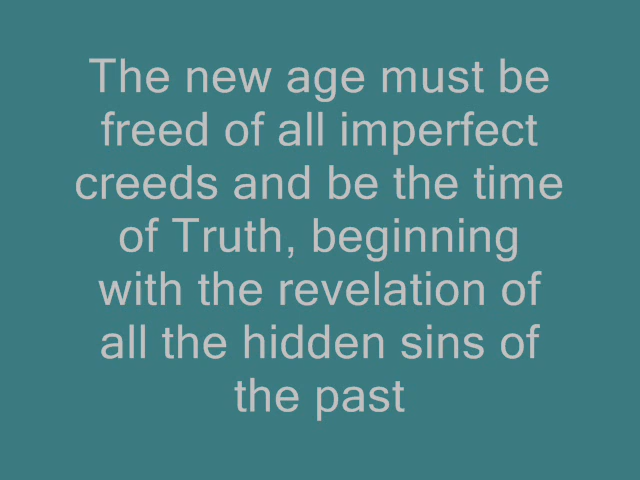 The new age must be
freed of all imperfect
creeds and be the time
of Truth, beginning
with the revelation of
all the hidden sins of
the past